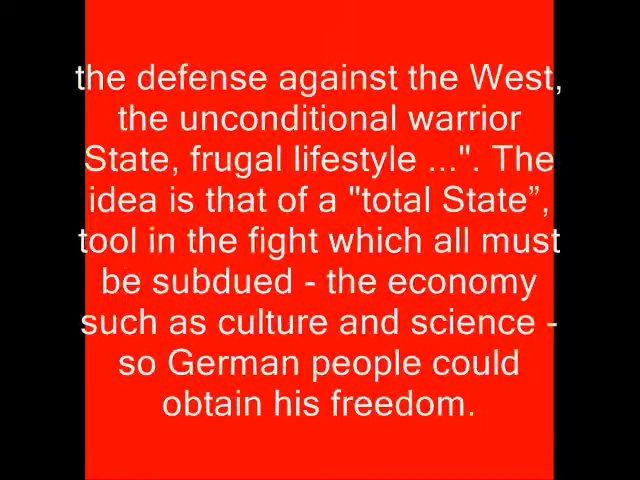 the defense against the West,
the unconditional warrior
State, frugal lifestyle ...". The
idea is that of a "total State”,
tool in the fight which all must
be subdued - the economy
such as culture and science -
so German people could
obtain his freedom.